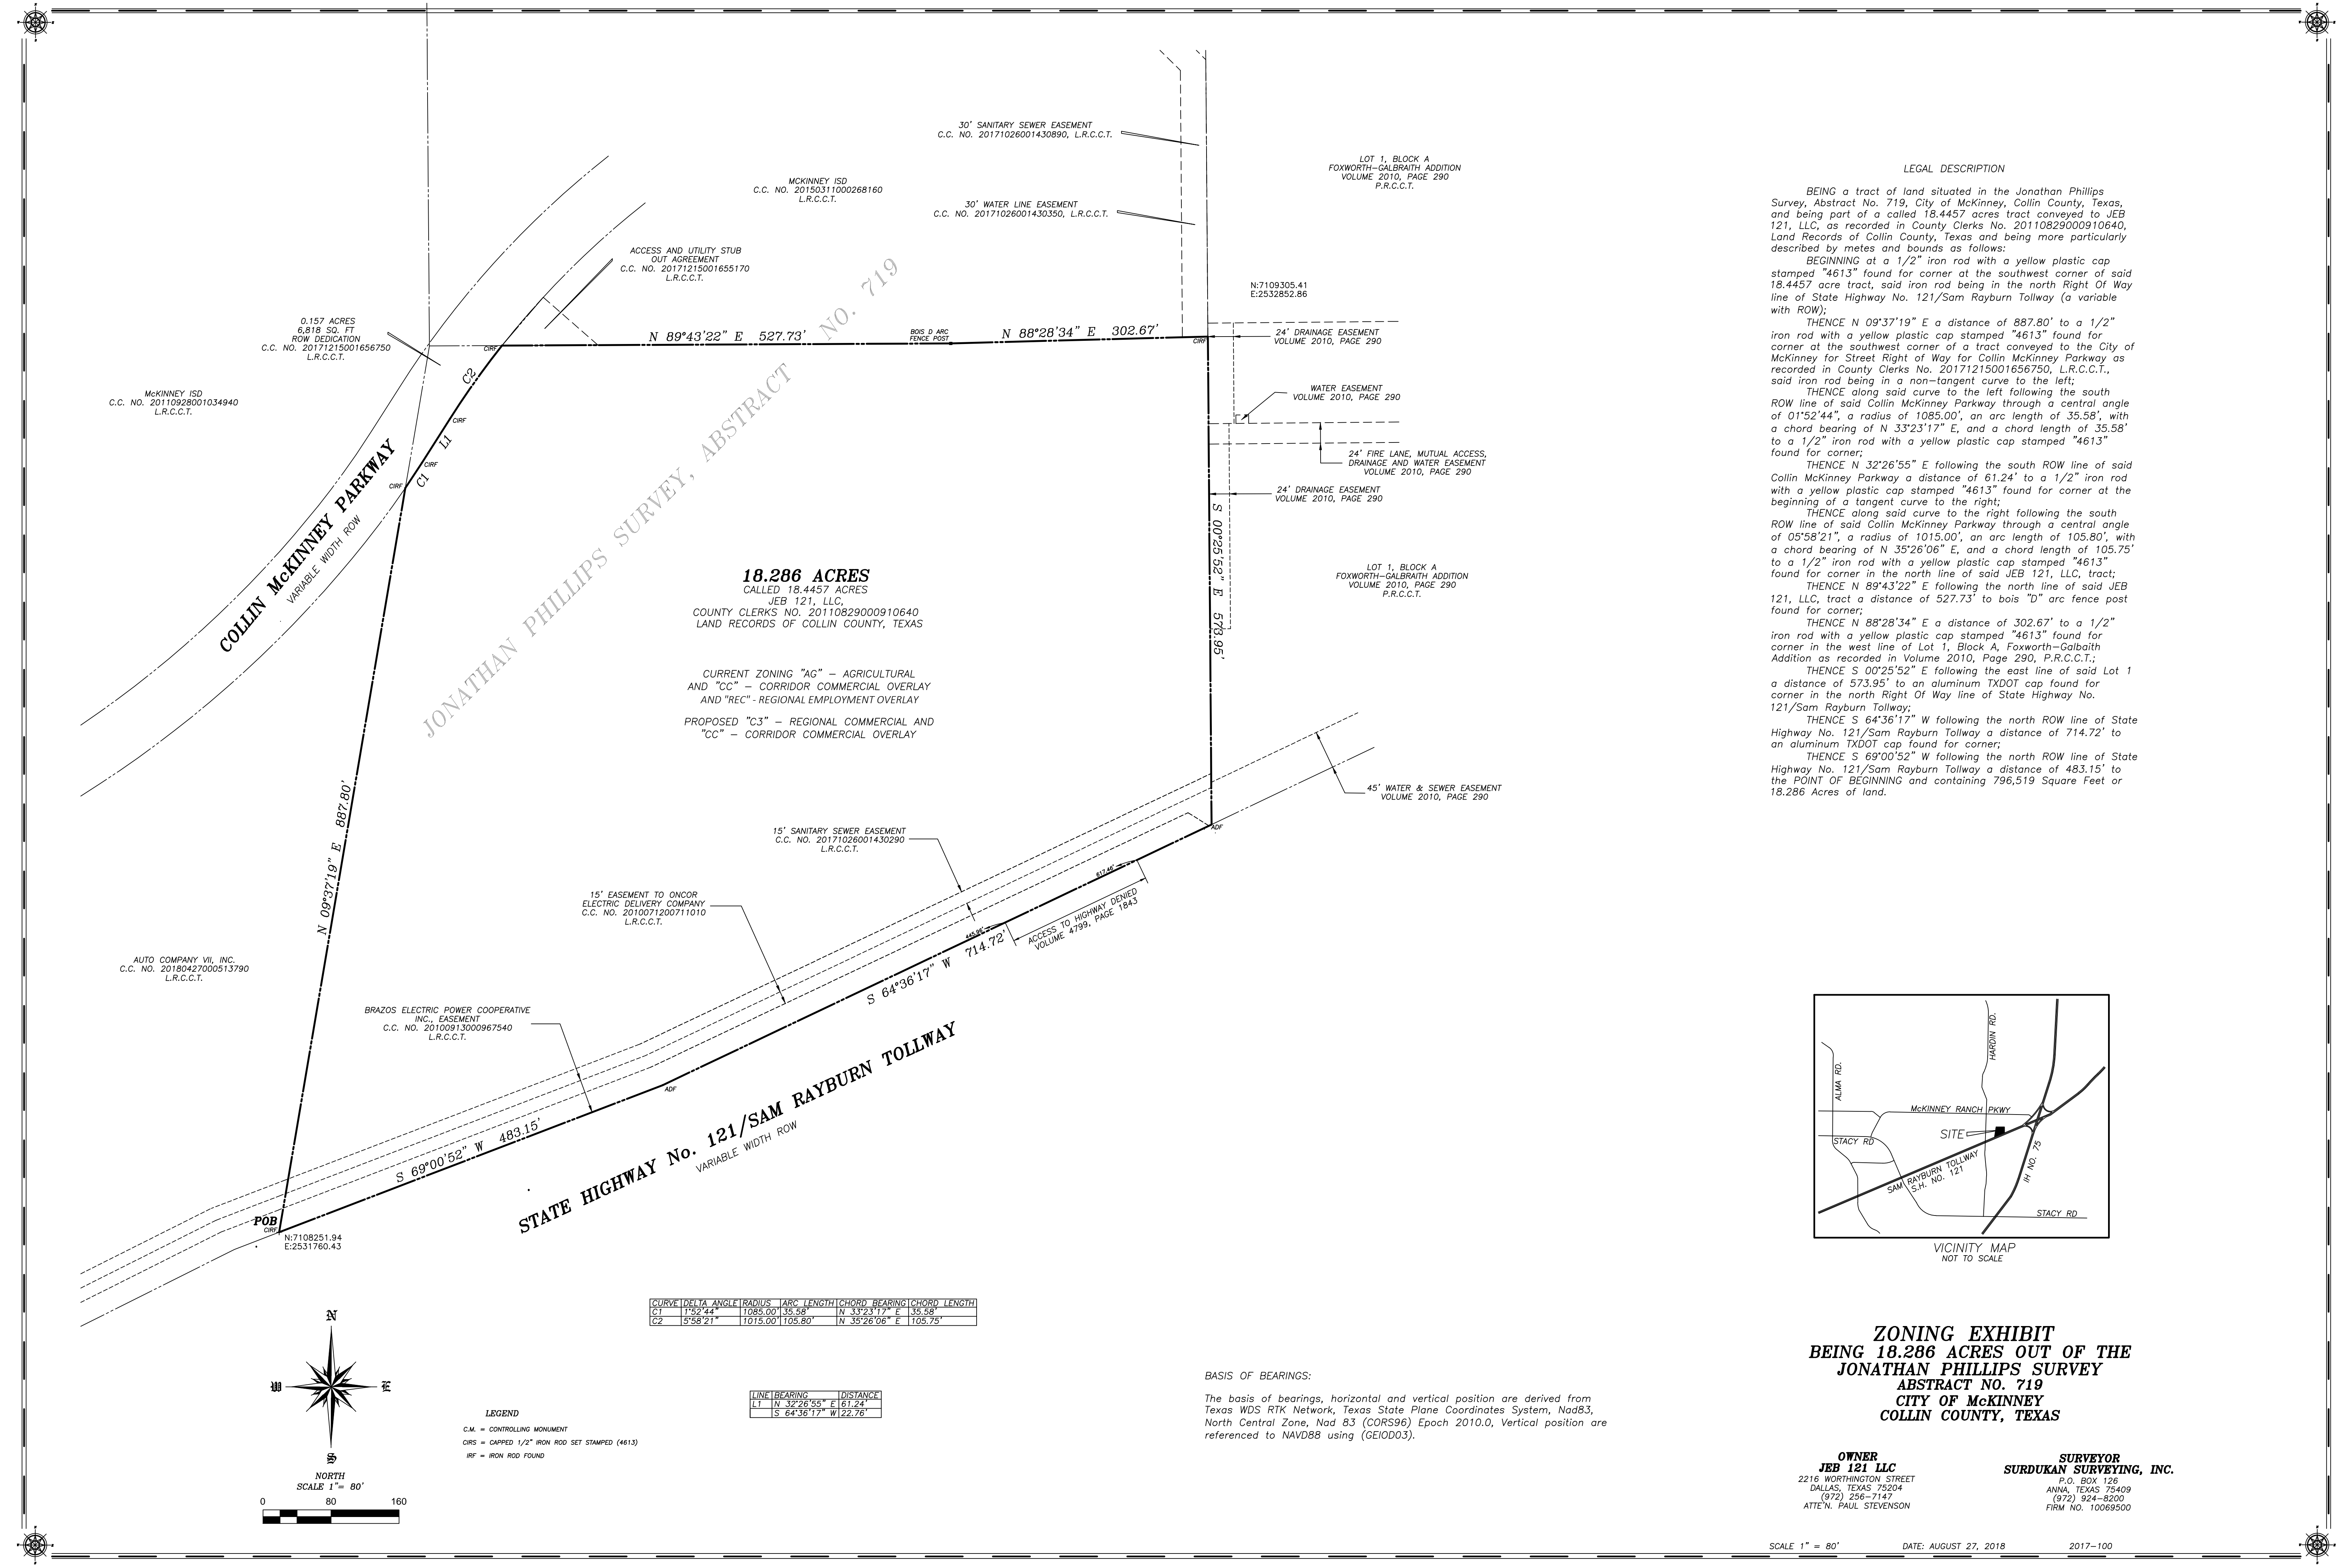 30' SANITARY SEWER EASEMENT
C.C. NO. 20171026001430890, L.R.C.C.T.
LOT 1, BLOCK A
FOXWORTH-GALBRAITH ADDITION
VOLUME 2010, PAGE 290
P.R.C.C.T.
MCKINNEY ISD
C.C. NO. 20150311000268160
L.R.C.C.T.
30' WATER LINE EASEMENT
C.C. NO. 20171026001430350, L.R.C.C.T.
ACCESS AND UTILITY STUB
OUT AGREEMENT
C.C. NO. 20171215001655170
L.R.C.C.T.
JONATHAN PHILLIPS SURVEY, ABSTRACT NO. 719
N:7109305.41
E:2532852.86
0.157 ACRES
6,818 SQ. FT
ROW DEDICATION
C.C. NO. 20171215001656750
L.R.C.C.T.
CIRF
N 89°43'22" E 527.73'
BOIS D ARC
FENCE POST
N 88°28'34" E 302.67'
CIRF
24' DRAINAGE EASEMENT
VOLUME 2010, PAGE 290
McKINNEY ISD
C.C. NO. 20110928001034940
L.R.C.C.T.
C2
CIRF
L1
CIRF
C1
CIRF
WATER EASEMENT
VOLUME 2010, PAGE 290
24' FIRE LANE, MUTUAL ACCESS,
DRAINAGE AND WATER EASEMENT
VOLUME 2010, PAGE 290
24' DRAINAGE EASEMENT
VOLUME 2010, PAGE 290
COLLIN McKINNEY PARKWAY
VARIABLE WIDTH ROW
S 00°25'52" E 573.95'
LOT 1, BLOCK A
FOXWORTH-GALBRAITH ADDITION
VOLUME 2010, PAGE 290
P.R.C.C.T.
18.286 ACRES
CALLED 18.4457 ACRES
JEB 121, LLC,
COUNTY CLERKS NO. 20110829000910640
LAND RECORDS OF COLLIN COUNTY, TEXAS
CURRENT ZONING "AG" - AGRICULTURAL
AND "CC" - CORRIDOR COMMERCIAL OVERLAY
AND "REC" - REGIONAL EMPLOYMENT OVERLAY
PROPOSED "C3" - REGIONAL COMMERCIAL AND
"CC" - CORRIDOR COMMERCIAL OVERLAY
N 09°37'19" E 887.80'
45' WATER & SEWER EASEMENT
VOLUME 2010, PAGE 290
ADF
15' SANITARY SEWER EASEMENT
C.C. NO. 20171026001430290
L.R.C.C.T.
15' EASEMENT TO ONCOR
ELECTRIC DELIVERY COMPANY
C.C. NO. 2010071200711010
L.R.C.C.T.
617.46'
ACCESS TO HIGHWAY DENIED
VOLUME 4799, PAGE 1843
S 64°36'17" W 714.72'
AUTO COMPANY VII, INC.
C.C. NO. 20180427000513790
L.R.C.C.T.
BRAZOS ELECTRIC POWER COOPERATIVE
INC., EASEMENT
C.C. NO. 20100913000967540
L.R.C.C.T.
ADF
S 69°00'52" W 483.15'
STATE HIGHWAY No. 121/SAM RAYBURN TOLLWAY
VARIABLE WIDTH ROW
POB
CIRF
N:7108251.94
E:2531760.43
LEGAL DESCRIPTION
BEING a tract of land situated in the Jonathan Phillips
Survey, Abstract No. 719, City of McKinney, Collin County, Texas,
and being part of a called 18.4457 acres tract conveyed to JEB
121, LLC, as recorded in County Clerks No. 20110829000910640,
Land Records of Collin County, Texas and being more particularly
described by metes and bounds as follows:
BEGINNING at a 1/2" iron rod with a yellow plastic cap
stamped "4613" found for corner at the southwest corner of said
18.4457 acre tract, said iron rod being in the north Right Of Way
line of State Highway No. 121/Sam Rayburn Tollway (a variable
with ROW);
THENCE N 09°37'19" E a distance of 887.80' to a 1/2"
iron rod with a yellow plastic cap stamped "4613" found for
corner at the southwest corner of a tract conveyed to the City of
McKinney for Street Right of Way for Collin McKinney Parkway as
recorded in County Clerks No. 20171215001656750, L.R.C.C.T.,
said iron rod being in a non-tangent curve to the left;
THENCE along said curve to the left following the south
ROW line of said Collin McKinney Parkway through a central angle
of 01°52'44", a radius of 1085.00', an arc length of 35.58', with
a chord bearing of N 33°23'17" E, and a chord length of 35.58'
to a 1/2" iron rod with a yellow plastic cap stamped "4613"
found for corner;
THENCE N 32°26'55" E following the south ROW line of said
Collin McKinney Parkway a distance of 61.24' to a 1/2" iron rod
with a yellow plastic cap stamped "4613" found for corner at the
beginning of a tangent curve to the right;
THENCE along said curve to the right following the south
ROW line of said Collin McKinney Parkway through a central angle
of 05°58'21", a radius of 1015.00', an arc length of 105.80', with
a chord bearing of N 35°26'06" E, and a chord length of 105.75'
to a 1/2" iron rod with a yellow plastic cap stamped "4613"
found for corner in the north line of said JEB 121, LLC, tract;
THENCE N 89°43'22" E following the north line of said JEB
121, LLC, tract a distance of 527.73' to bois "D" arc fence post
found for corner;
THENCE N 88°28'34" E a distance of 302.67' to a 1/2"
iron rod with a yellow plastic cap stamped "4613" found for
corner in the west line of Lot 1, Block A, Foxworth-Galbaith
Addition as recorded in Volume 2010, Page 290, P.R.C.C.T.;
THENCE S 00°25'52" E following the east line of said Lot 1
a distance of 573.95' to an aluminum TXDOT cap found for
corner in the north Right Of Way line of State Highway No.
121/Sam Rayburn Tollway;
THENCE S 64°36'17" W following the north ROW line of State
Highway No. 121/Sam Rayburn Tollway a distance of 714.72' to
an aluminum TXDOT cap found for corner;
THENCE S 69°00'52" W following the north ROW line of State
Highway No. 121/Sam Rayburn Tollway a distance of 483.15' to
the POINT OF BEGINNING and containing 796,519 Square Feet or
18.286 Acres of land.
ALMA RD.
HARDIN RD.
McKINNEY RANCH PKWY
SITE
STACY RD
SAM RAYBURN TOLLWAY
S.H. NO. 121
IH NO. 75
STACY RD
VICINITY MAP
NOT TO SCALE
CURVE DELTA ANGLE RADIUS ARC LENGTH CHORD BEARING CHORD LENGTH
C1 1°52'44" 1085.00' 35.58' N 33°23'17" E 35.58'
C2 5°58'21" 1015.00' 105.80' N 35°26'06" E 105.75'
LINE BEARING DISTANCE
L1 N 32°26'55" E 61.24'
S 64°36'17" W 22.76'
N
W E
S
NORTH
SCALE 1"= 80'
0 80 160
LEGEND
C.M. = CONTROLLING MONUMENT
CIRS = CAPPED 1/2" IRON ROD SET STAMPED (4613)
IRF = IRON ROD FOUND
BASIS OF BEARINGS:
The basis of bearings, horizontal and vertical position are derived from
Texas WDS RTK Network, Texas State Plane Coordinates System, Nad83,
North Central Zone, Nad 83 (CORS96) Epoch 2010.0, Vertical position are
referenced to NAVD88 using (GEIOD03).
ZONING EXHIBIT
BEING 18.286 ACRES OUT OF THE
JONATHAN PHILLIPS SURVEY
ABSTRACT NO. 719
CITY OF McKINNEY
COLLIN COUNTY, TEXAS
OWNER
JEB 121 LLC
2216 WORTHINGTON STREET
DALLAS, TEXAS 75204
(972) 256-7147
ATTE'N. PAUL STEVENSON
SURVEYOR
SURDUKAN SURVEYING, INC.
P.O. BOX 126
ANNA, TEXAS 75409
(972) 924-8200
FIRM NO. 10069500
SCALE 1" = 80' DATE: AUGUST 27, 2018 2017-100